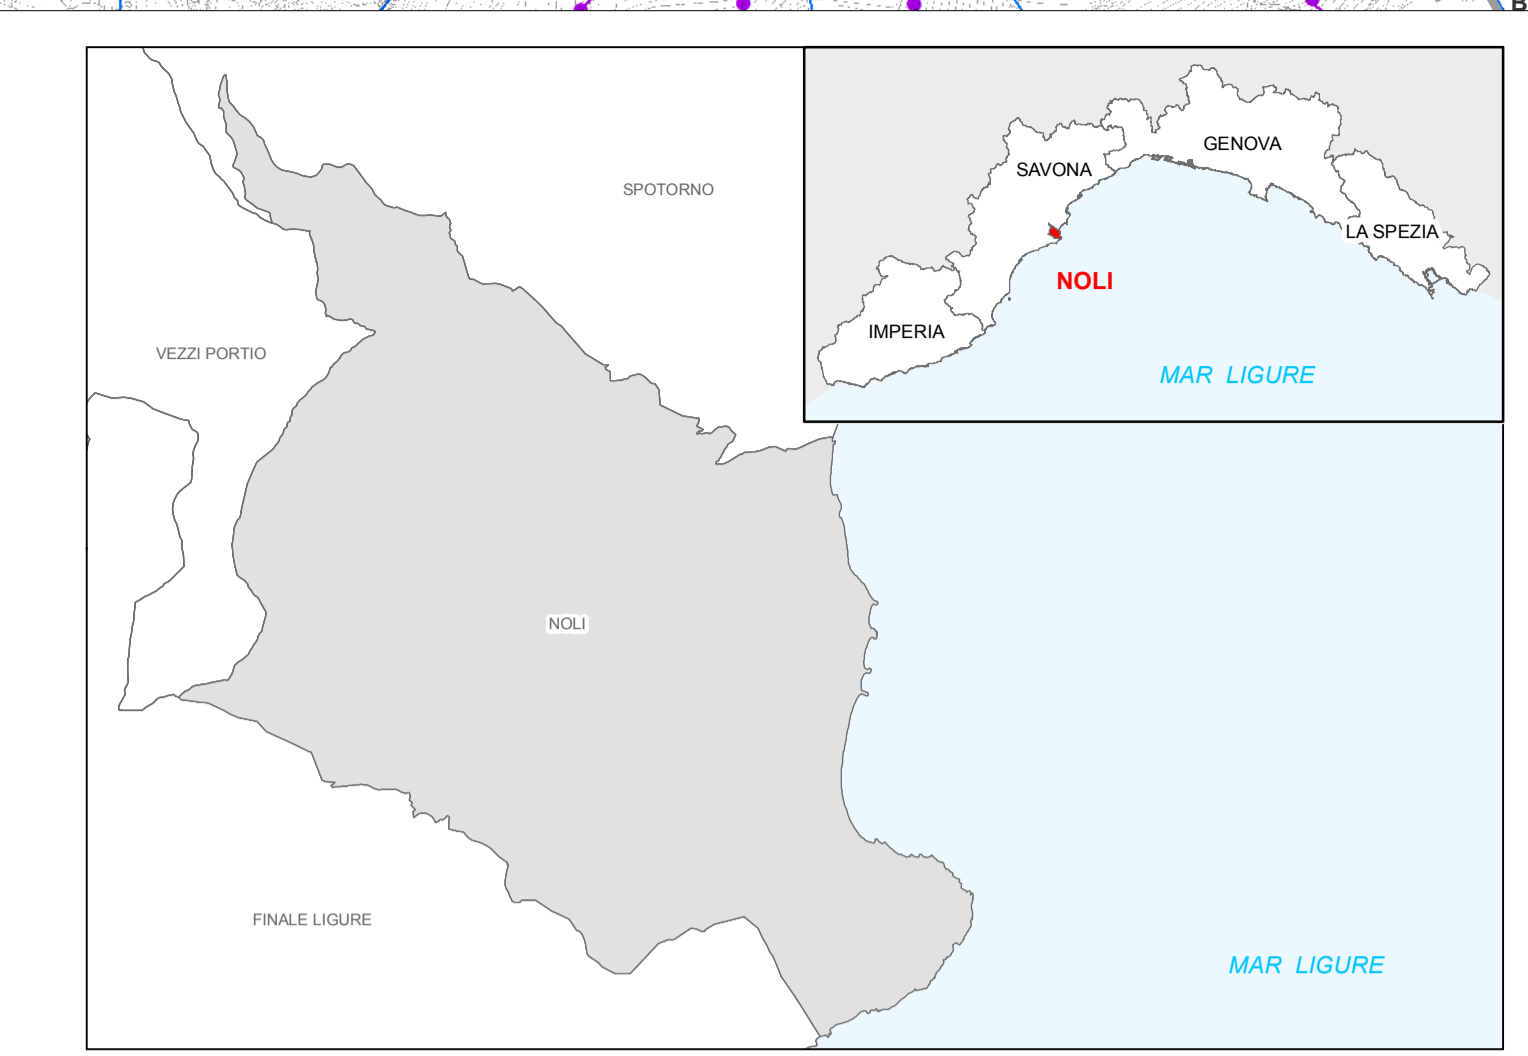 B
SPOTORNO
VEZZI PORTIO
NOLI
FINALE LIGURE
MAR LIGURE
GENOVA
SAVONA
LA SPEZIA
NOLI
IMPERIA
MAR LIGURE